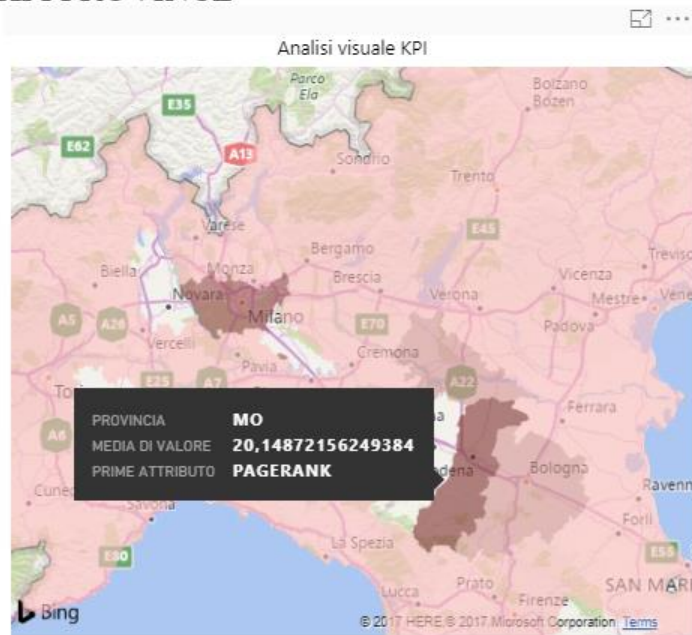 Analisi visuale KPI
Parco
Ela
Bolzano
Bozen
E35
E62
A13
Sondrio
Trento
E45
Varese
Bergamo
Treviso
Biella
Monza
Brescia
Vicenza
Novara
Verona
Mestre
Milano
A5
A26
E70
Padova
Vercelli
Cremona
Pavia
E25
A7
A22
PROVINCIA MO
MEDIA DI VALORE 20,14872156249384
PRIME ATTRIBUTO PAGERANK
Ferrara
A6
Bologna
Cuneo
Ravenn
Savona
Forlì
La Spezia
E80
E55
Prato
SAN MARI
Lucca
Firenze
Bing
© 2017 HERE © 2017 Microsoft Corporation Terms